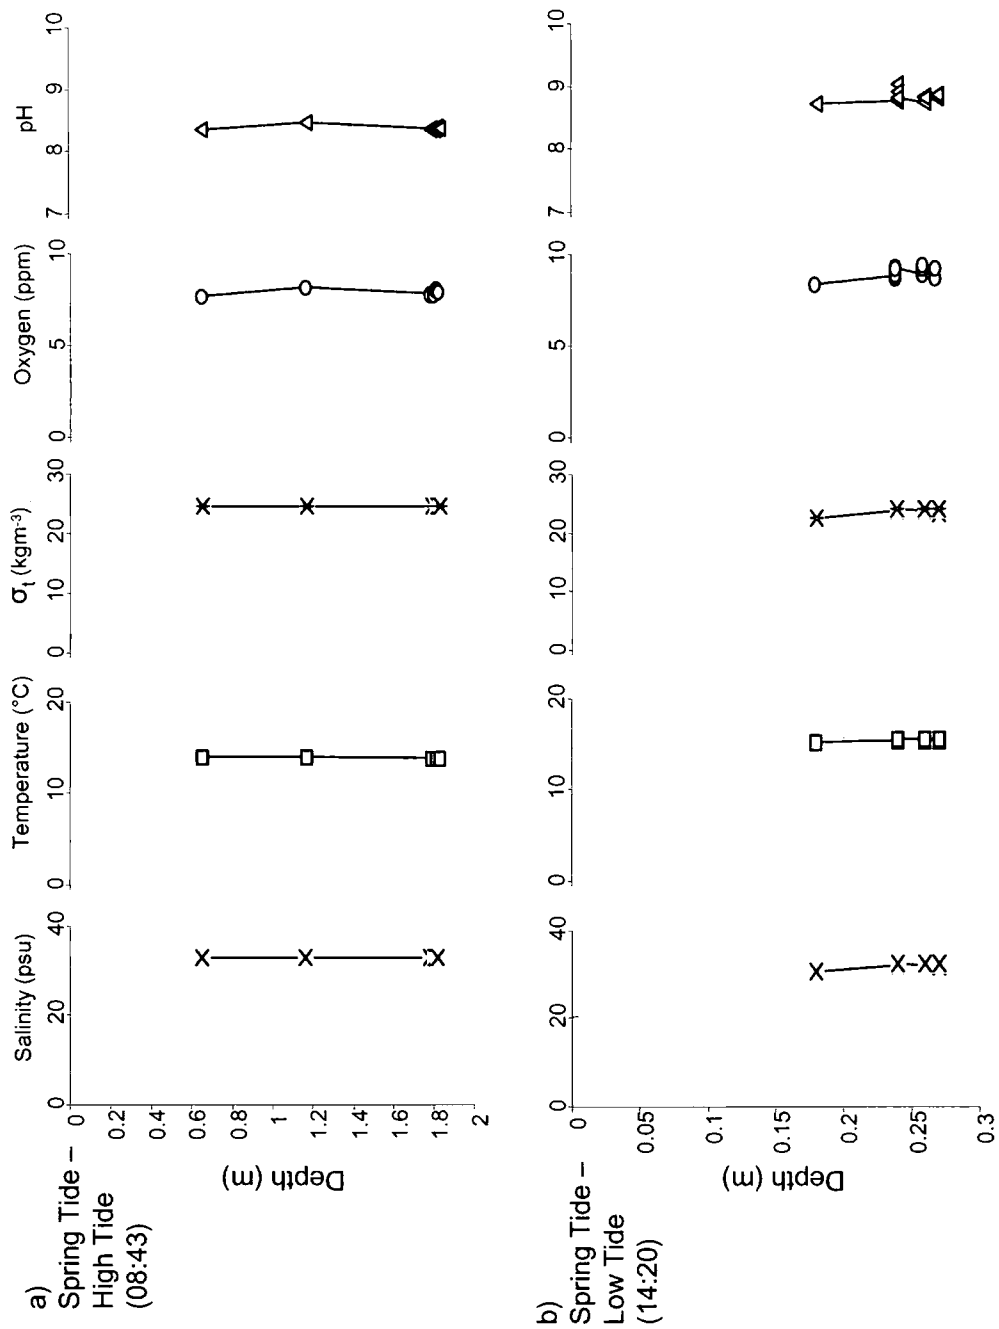 a)
Spring Tide –
High Tide
(08:43)
Salinity (psu)
0 20 40
Temperature (°C)
0 10 20
σt (kgm-3)
0 10 20 30
Oxygen (ppm)
0 5 10
pH
7 8 9 10
Depth (m)
0
0.2
0.4
0.6
0.8
1
1.2
1.4
1.6
1.8
2
b)
Spring Tide –
Low Tide
(14:20)
0 20 40
0 10 20
0 10 20 30
0 5 10
7 8 9 10
Depth (m)
0
0.05
0.1
0.15
0.2
0.25
0.3